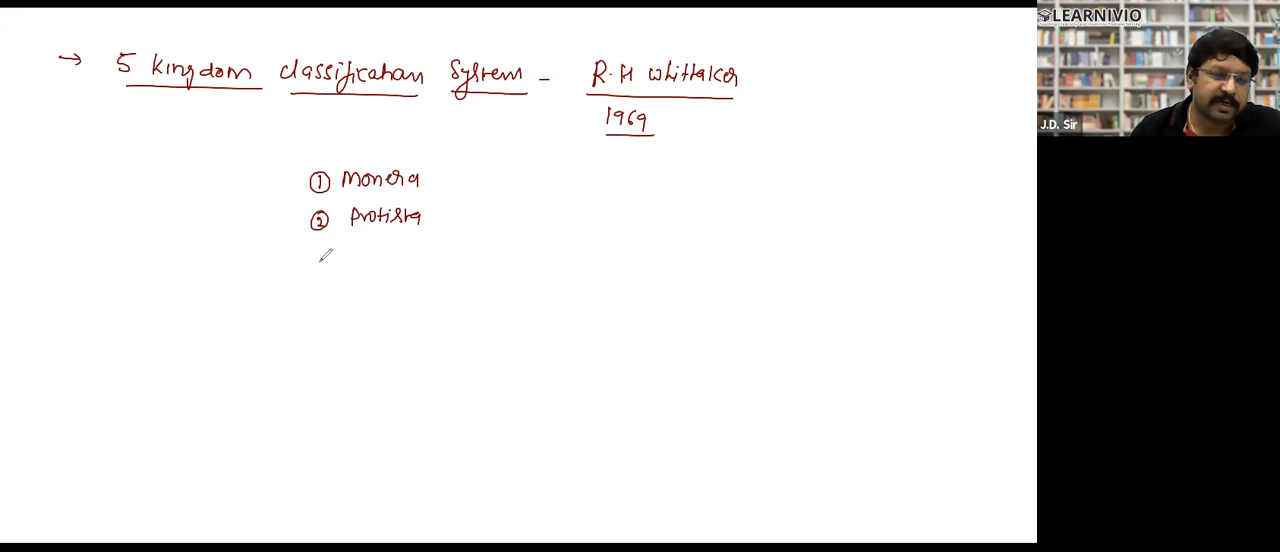 → 5 kingdom classification System - R.H Whittaker
1969
① Monera
② Protista
LEARNIVIO
J.D. Sir